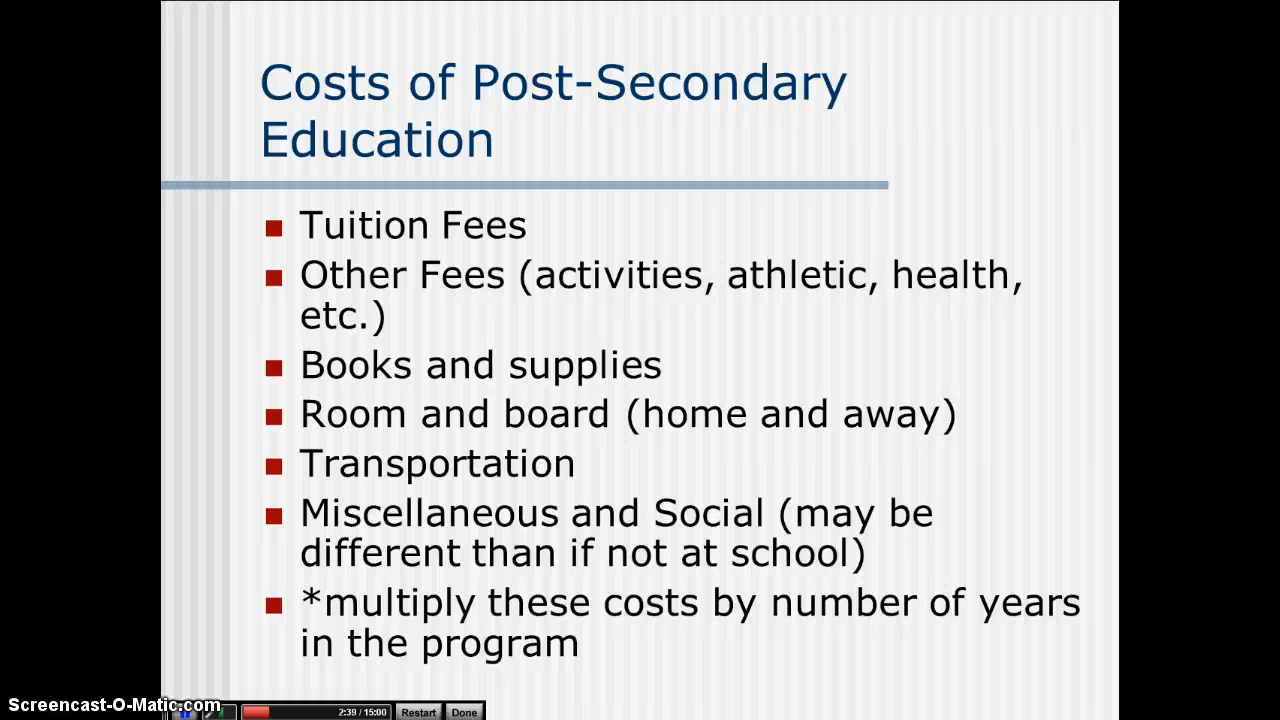 Costs of Post-Secondary
Education
Tuition Fees
Other Fees (activities, athletic, health,
etc.)
Books and supplies
Room and board (home and away)
Transportation
Miscellaneous and Social (may be
different than if not at school)
*multiply these costs by number of years
in the program
Screencast-O-Matic.com
2:39 / 15:00 Restart Done